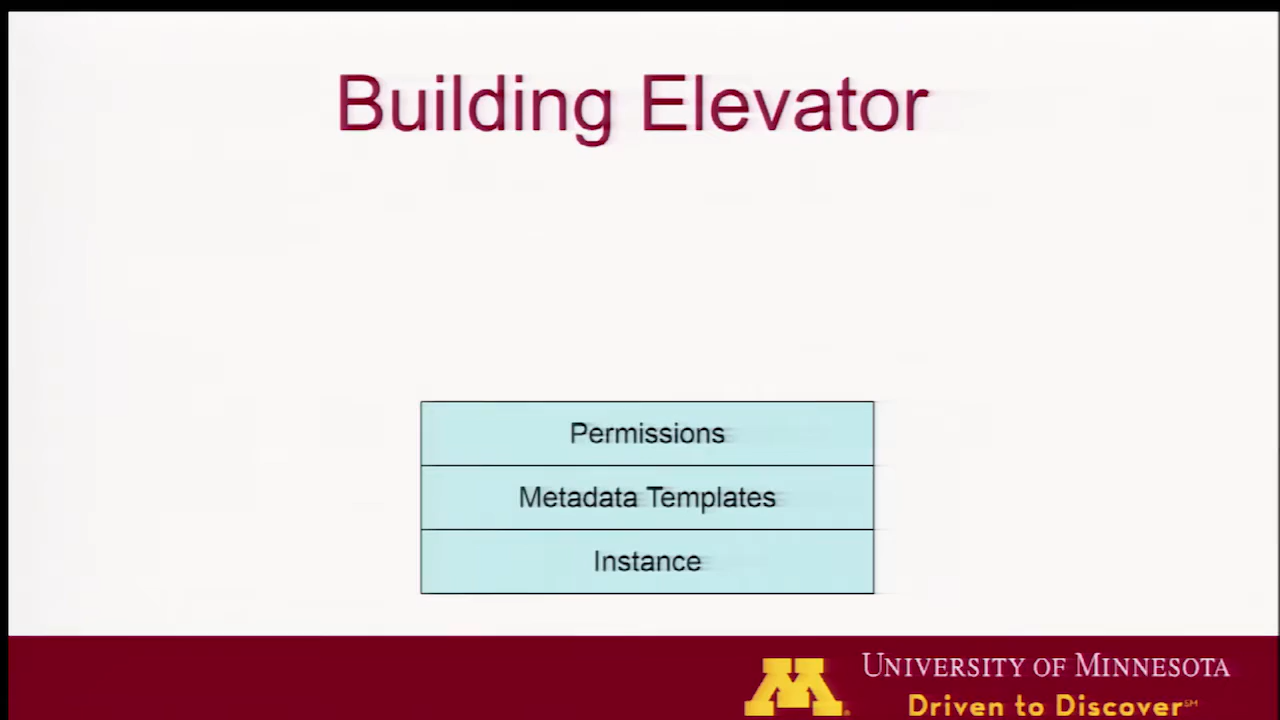 Building Elevator
Permissions
Metadata Templates
Instance
M
UNIVERSITY OF MINNESOTA
Driven to Discover℠